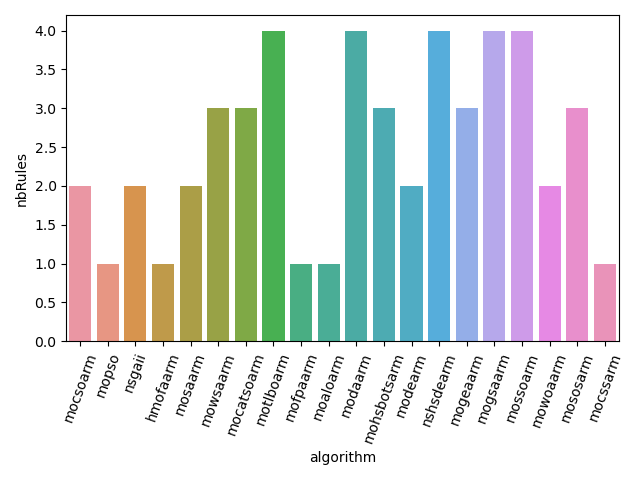 4.0
3.5
3.0
2.5
2.0
1.5
1.0
0.5
0.0
nbRules
mocsoarm
mopso
nsgaii
hmofaarm
mosaarm
mowsaarm
mocatsoarm
motlboarm
mofpaarm
moaloarm
modaarm
mohsbotsarm
modearm
nshsdearm
mogeaarm
mogsaarm
mossoarm
mowoaarm
mososarm
mocssarm
algorithm